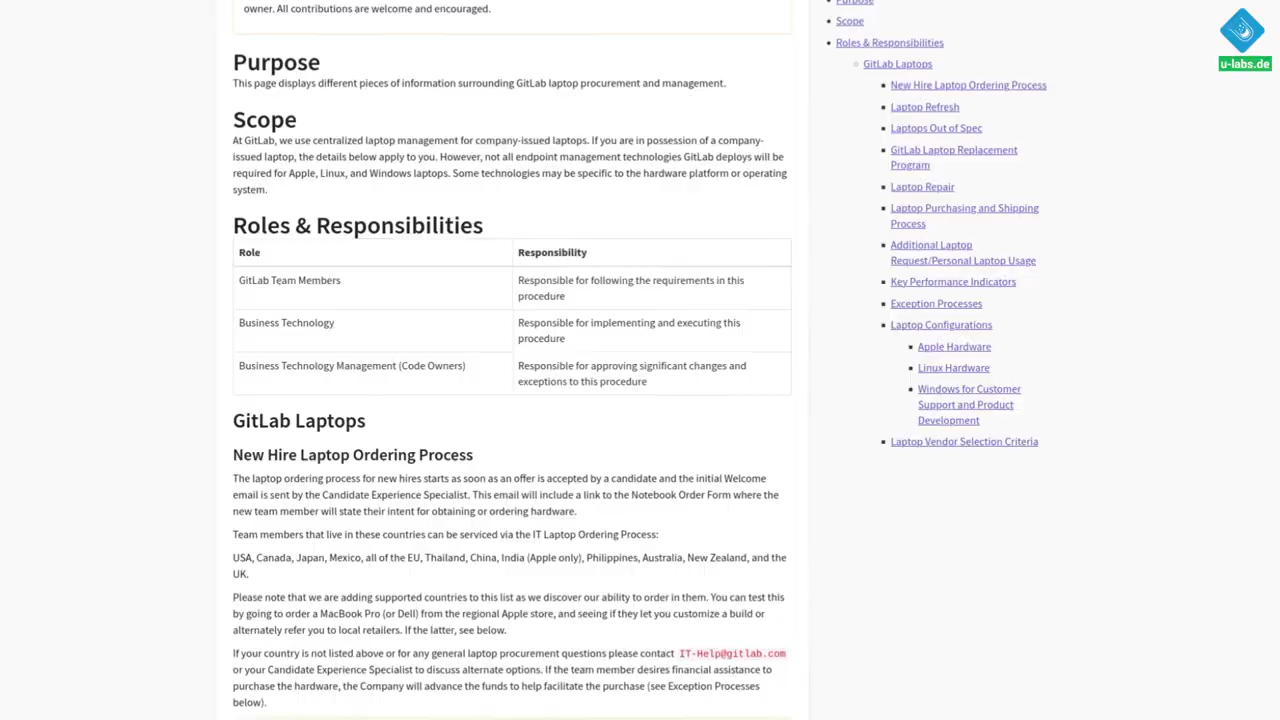 owner. All contributions are welcome and encouraged.
Purpose
This page displays different pieces of information surrounding GitLab laptop procurement and management.
Scope
At GitLab, we use centralized laptop management for company-issued laptops. If you are in possession of a company-
issued laptop, the details below apply to you. However, not all endpoint management technologies GitLab deploys will be
required for Apple, Linux, and Windows laptops. Some technologies may be specific to the hardware platform or operating
system.
Roles & Responsibilities
Role Responsibility
GitLab Team Members Responsible for following the requirements in this
procedure
Business Technology Responsible for implementing and executing this
procedure
Business Technology Management (Code Owners) Responsible for approving significant changes and
exceptions to this procedure
GitLab Laptops
New Hire Laptop Ordering Process
The laptop ordering process for new hires starts as soon as an offer is accepted by a candidate and the initial Welcome
email is sent by the Candidate Experience Specialist. This email will include a link to the Notebook Order Form where the
new team member will state their intent for obtaining or ordering hardware.
Team members that live in these countries can be serviced via the IT Laptop Ordering Process:
USA, Canada, Japan, Mexico, all of the EU, Thailand, China, India (Apple only), Philippines, Australia, New Zealand, and the
UK.
Please note that we are adding supported countries to this list as we discover our ability to order in them. You can test this
by going to order a MacBook Pro (or Dell) from the regional Apple store, and seeing if they let you customize a build or
alternately refer you to local retailers. If the latter, see below.
If your country is not listed above or for any general laptop procurement questions please contact IT-Help@gitlab.com
or your Candidate Experience Specialist to discuss alternate options. If the team member desires financial assistance to
purchase the hardware, the Company will advance the funds to help facilitate the purchase (see Exception Processes
below).
Purpose
Scope
Roles & Responsibilities
GitLab Laptops
New Hire Laptop Ordering Process
Laptop Refresh
Laptops Out of Spec
GitLab Laptop Replacement
Program
Laptop Repair
Laptop Purchasing and Shipping
Process
Additional Laptop
Request/Personal Laptop Usage
Key Performance Indicators
Exception Processes
Laptop Configurations
Apple Hardware
Linux Hardware
Windows for Customer
Support and Product
Development
Laptop Vendor Selection Criteria
u-labs.de